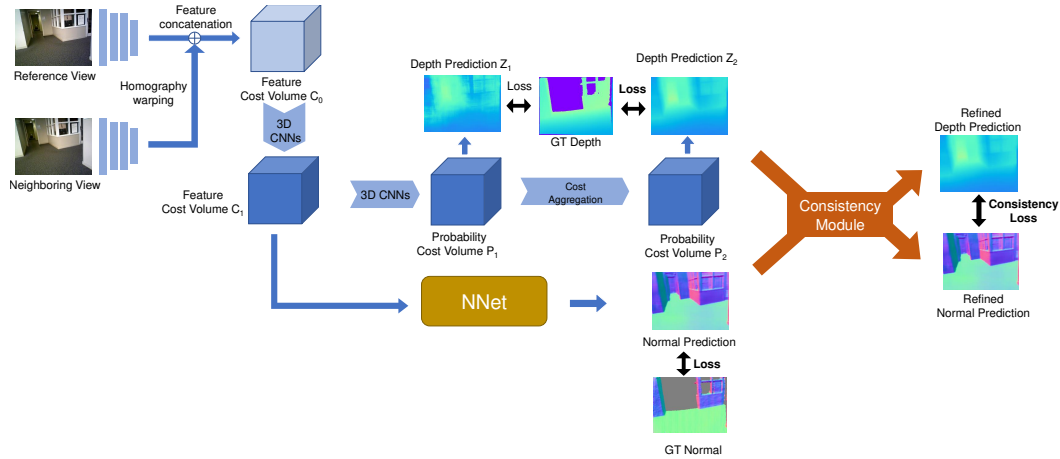 Feature
concatenation
Reference View
Homography
warping
Feature
Cost Volume C₀
3D
CNNs
Neighboring View
Feature
Cost Volume C₁
3D CNNs
Depth Prediction Z₁
Loss
GT Depth
Loss
Depth Prediction Z₂
Cost
Aggregation
Probability
Cost Volume P₁
Probability
Cost Volume P₂
NNet
Normal Prediction
Loss
GT Normal
Consistency
Module
Refined
Depth Prediction
Consistency
Loss
Refined
Normal Prediction